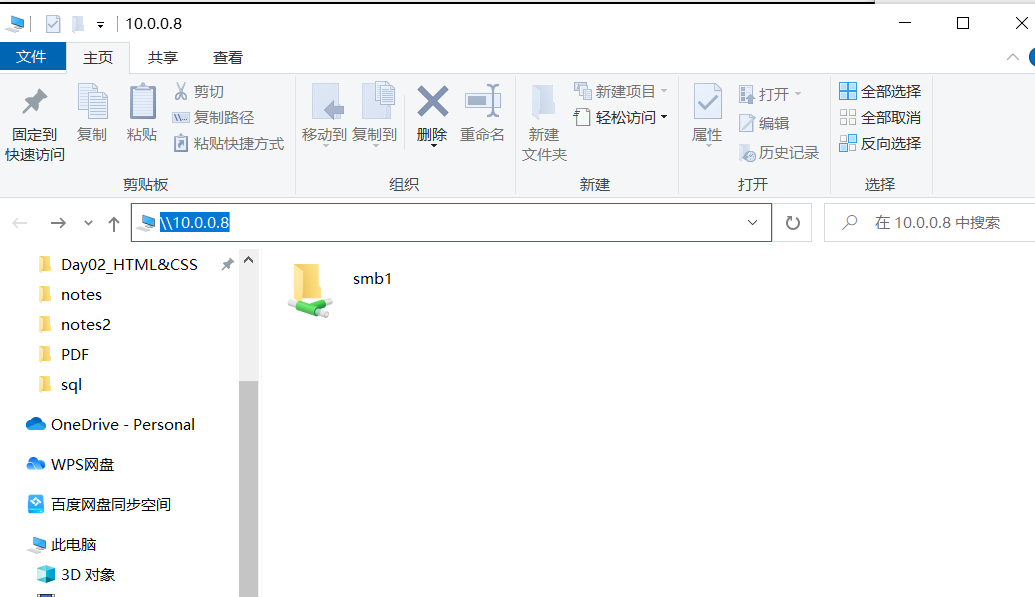 10.0.0.8
文件 主页 共享 查看
固定到
快速访问
复制
粘贴
剪切
复制路径
粘贴快捷方式
剪贴板
移动到
复制到
删除
重命名
组织
新建
文件夹
新建项目
轻松访问
新建
属性
打开
编辑
历史记录
打开
全部选择
全部取消
反向选择
选择
\\10.0.0.8
在 10.0.0.8 中搜索
Day02_HTML&CSS
notes
notes2
PDF
sql
OneDrive - Personal
WPS网盘
百度网盘同步空间
此电脑
3D 对象
smb1